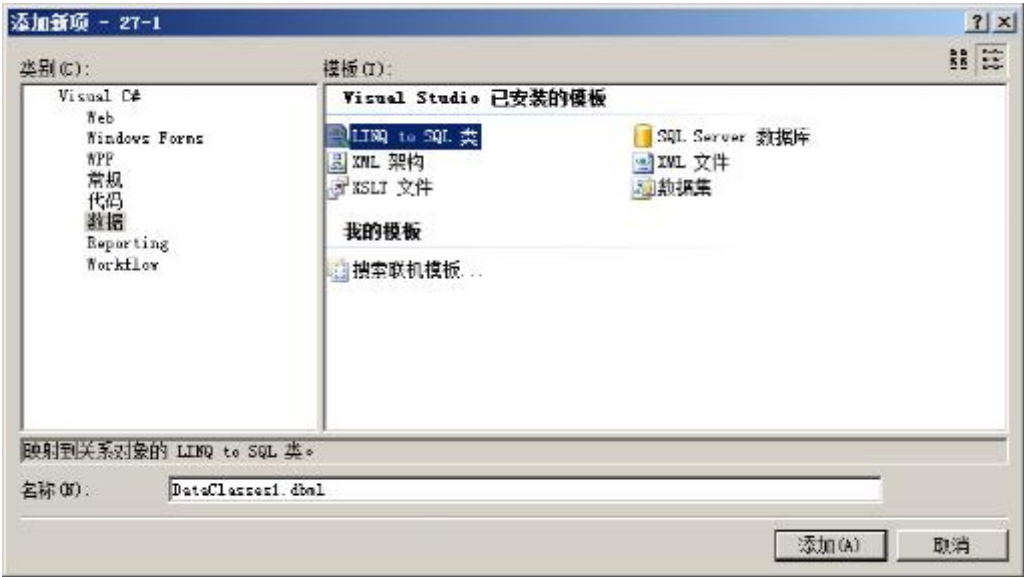 添加新项 - 27-1
类别(C):
模板(T):
Visual C#
Web
Windows Forms
WPF
常规
代码
数据
Reporting
Workflow
Visual Studio 已安装的模板
LINQ to SQL 类
SQL Server 数据库
XML 架构
XML 文件
XSLT 文件
数据集
我的模板
搜索联机模板...
映射到关系对象的 LINQ to SQL 类。
名称(N):
DataClasses1.dbml
添加(A)
取消